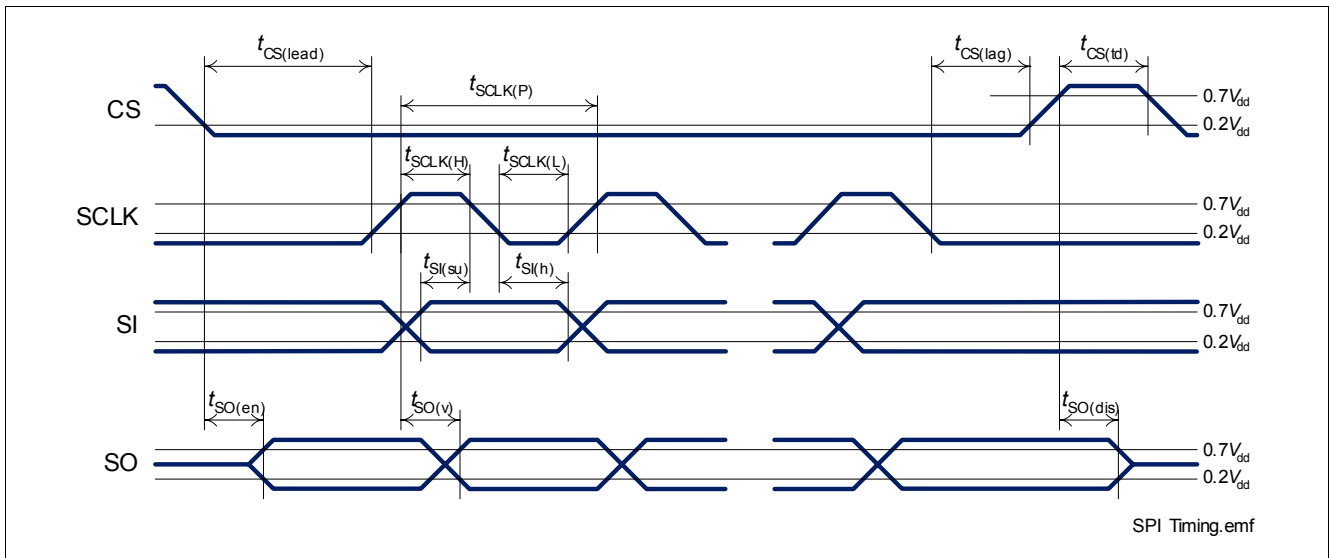 tCS(lead)
tCS(lag)
tCS(td)
tSCLK(P)
CS
0.7Vdd
0.2Vdd
tSCLK(H)
tSCLK(L)
SCLK
0.7Vdd
0.2Vdd
tSI(su)
tSI(h)
SI
0.7Vdd
0.2Vdd
tSO(en)
tSO(v)
tSO(dis)
SO
0.7Vdd
0.2Vdd
SPI Timing.emf